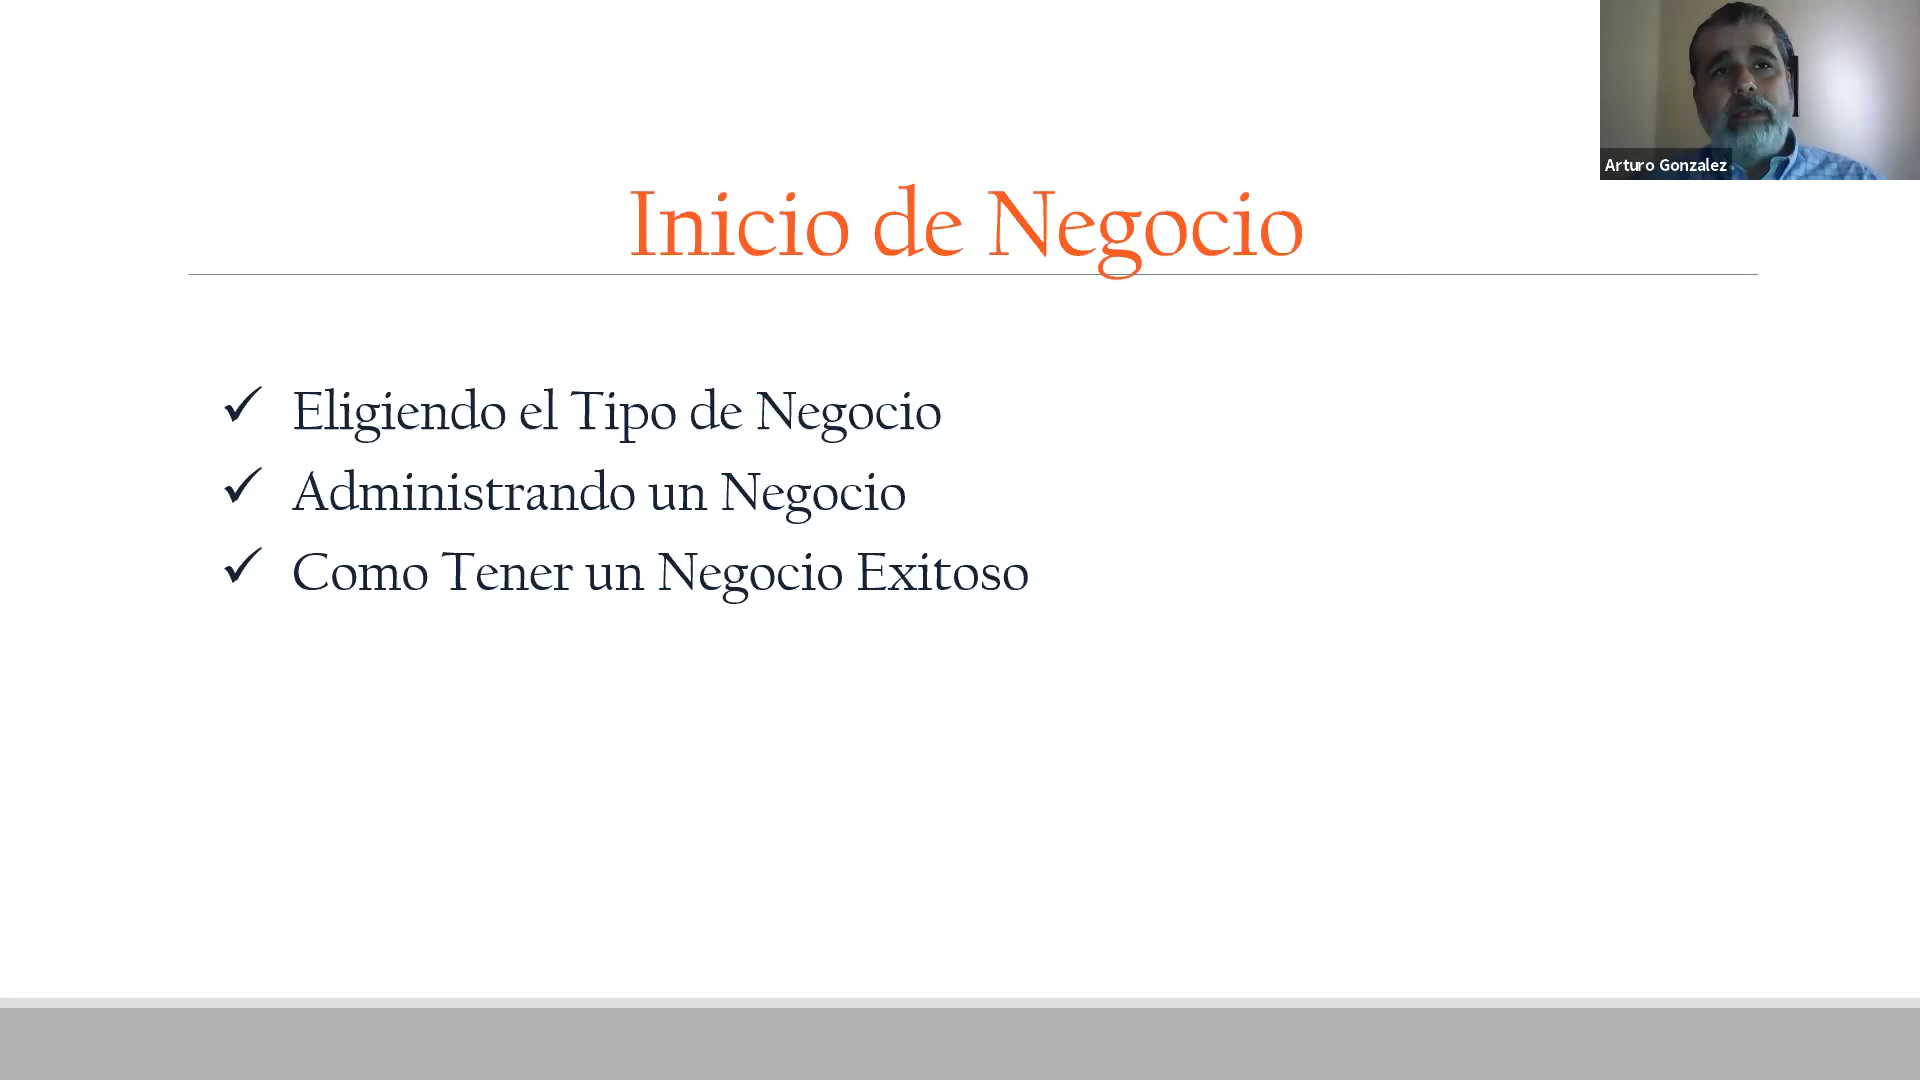 Arturo Gonzalez
Inicio de Negocio
Eligiendo el Tipo de Negocio
Administrando un Negocio
Como Tener un Negocio Exitoso